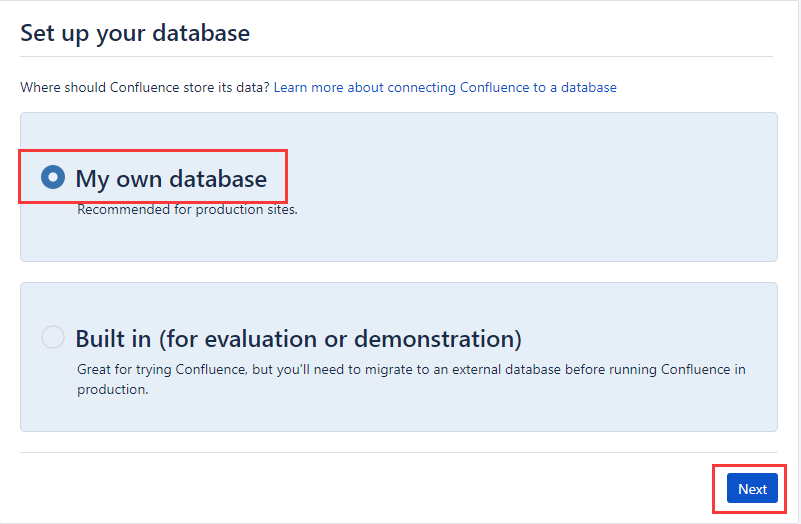 Set up your database
Where should Confluence store its data? Learn more about connecting Confluence to a database
My own database
Recommended for production sites.
Built in (for evaluation or demonstration)
Great for trying Confluence, but you'll need to migrate to an external database before running Confluence in
production.
Next